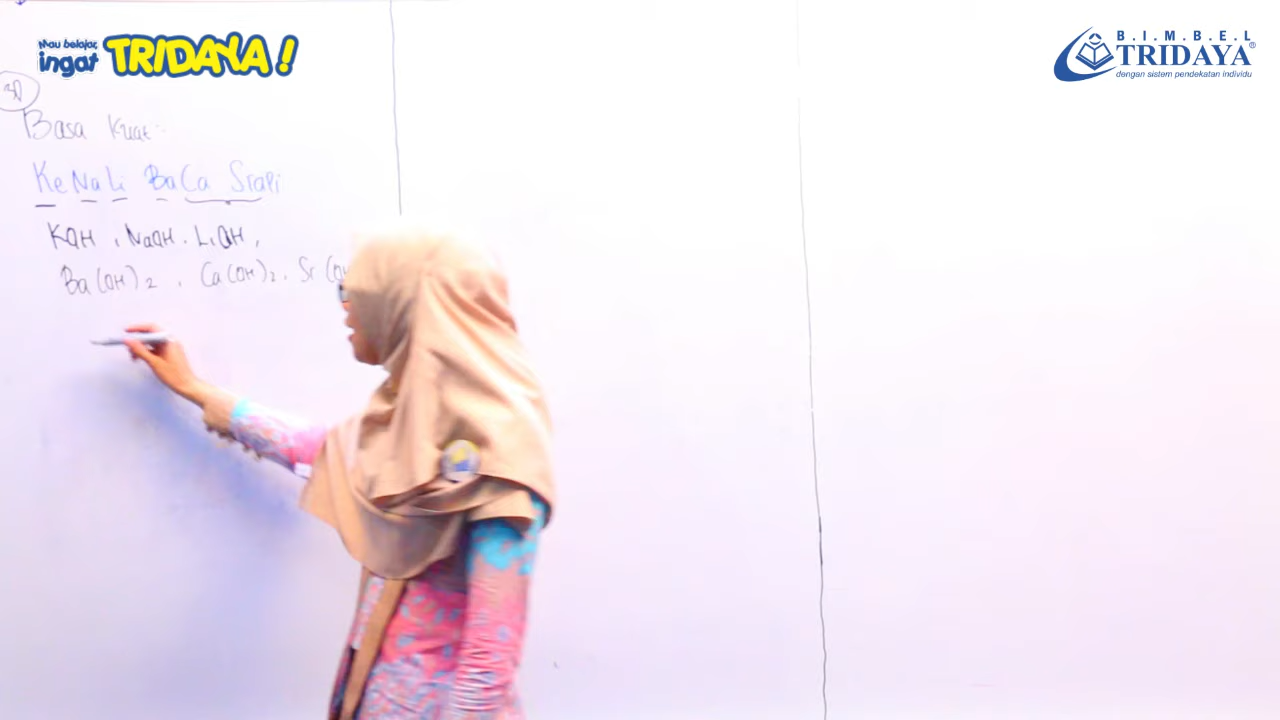 Mau belajar,
ingat TRIDAYA !
B.I.M.B.E.L
TRIDAYA®
dengan sistem pendekatan individu
Basa Kuat :
KeNaLi BaCa Srapi
KOH , NaOH . LiOH ,
Ba(OH)2 , Ca(OH)2 . Sr (OH